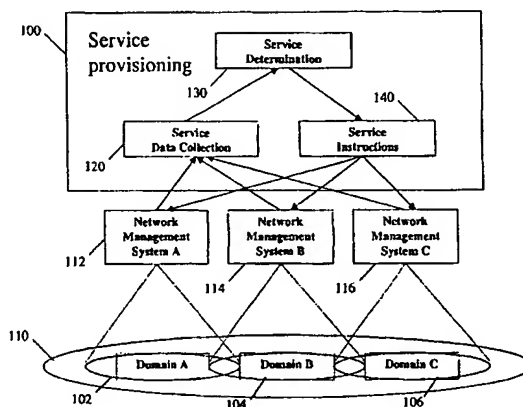 100
Service
provisioning
Service
Determination
130
140
Service
Data Collection
Service
Instructions
120
Network
Management
System A
Network
Management
System B
Network
Management
System C
112
114
116
110
Domain A
Domain B
Domain C
102
104
106